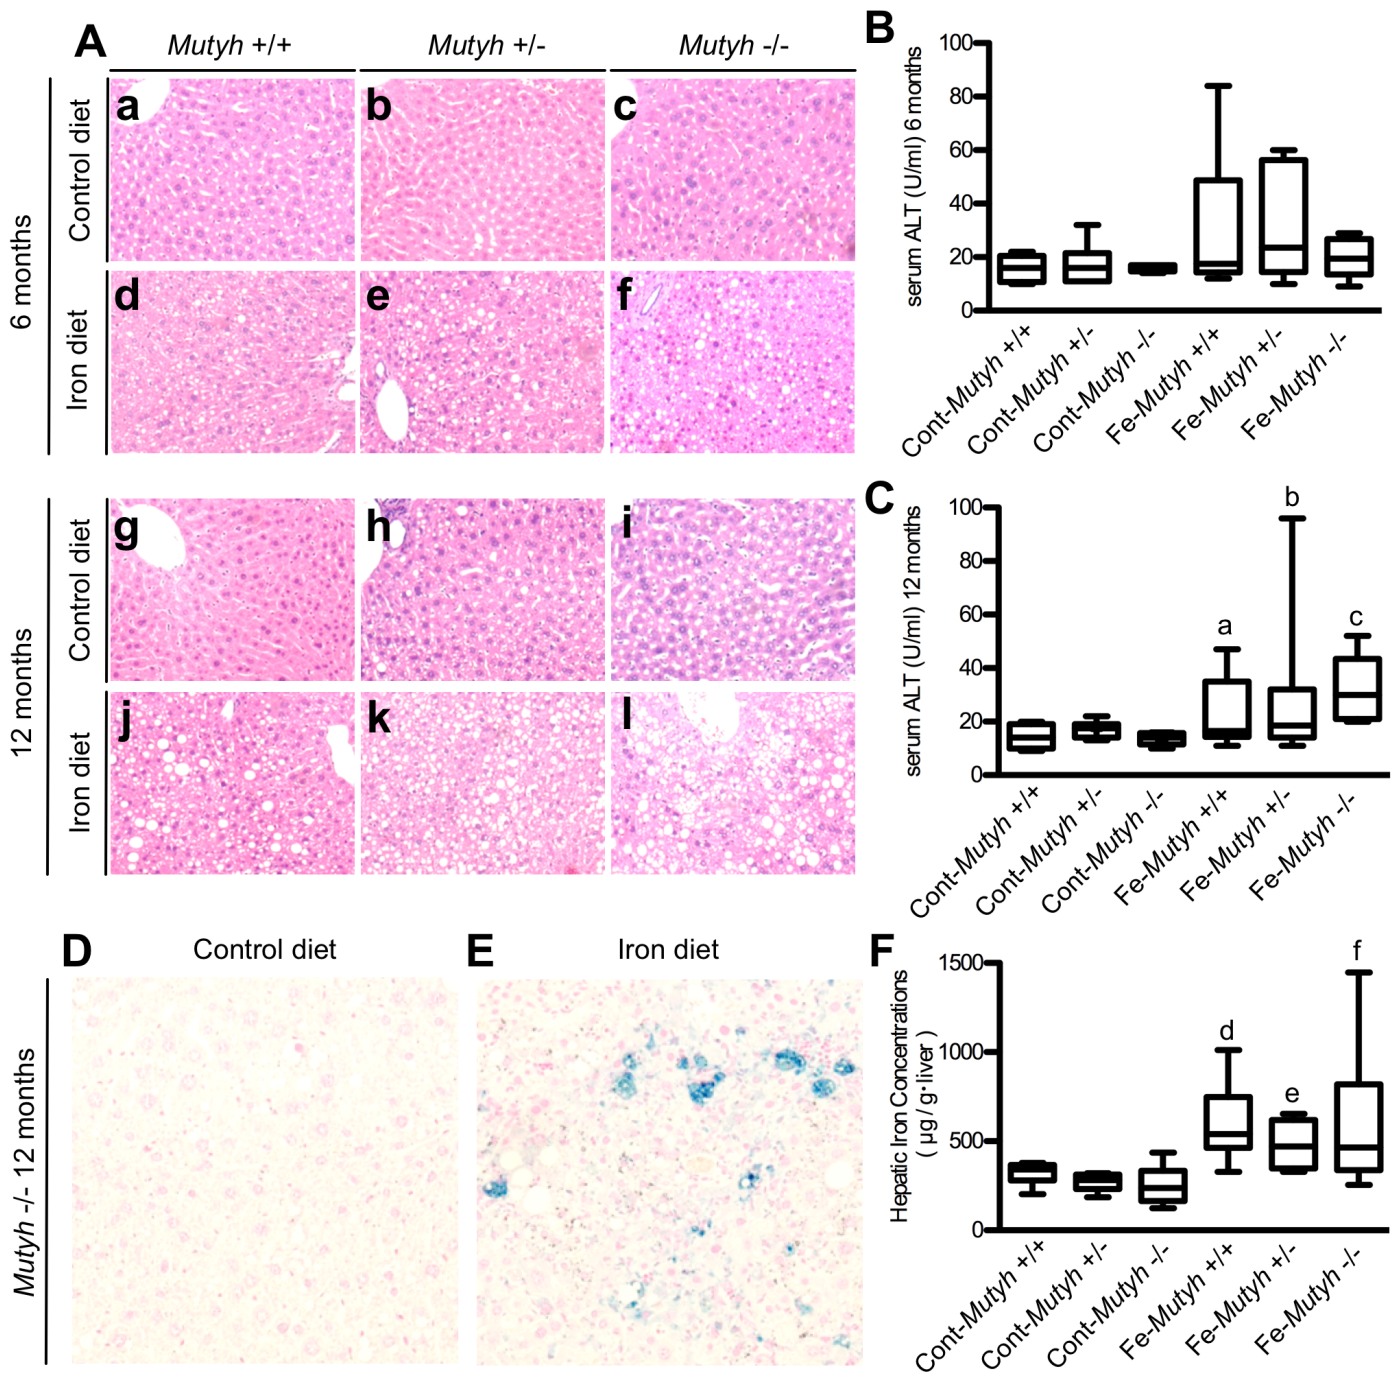 A
Mutyh +/+
Mutyh +/-
Mutyh -/-
6 months
Control diet
a
b
c
Iron diet
d
e
f
12 months
Control diet
g
h
i
Iron diet
j
k
l
B
serum ALT (U/ml) 6 months
100
80
60
40
20
0
Cont-Mutyh +/+
Cont-Mutyh +/-
Cont-Mutyh -/-
Fe-Mutyh +/+
Fe-Mutyh +/-
Fe-Mutyh -/-
C
serum ALT (U/ml) 12 months
100
80
60
40
20
0
a
b
c
Cont-Mutyh +/+
Cont-Mutyh +/-
Cont-Mutyh -/-
Fe-Mutyh +/+
Fe-Mutyh +/-
Fe-Mutyh -/-
D
Control diet
E
Iron diet
Mutyh -/- 12 months
F
Hepatic Iron Concentrations
( μg / g・liver )
1500
1000
500
0
d
e
f
Cont-Mutyh +/+
Cont-Mutyh +/-
Cont-Mutyh -/-
Fe-Mutyh +/+
Fe-Mutyh +/-
Fe-Mutyh -/-